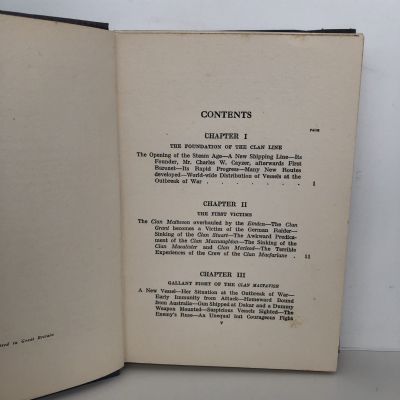 CONTENTS
PAGE
CHAPTER I
THE FOUNDATION OF THE CLAN LINE
The Opening of the Steam Age—A New Shipping Line—Its
Founder, Mr. Charles W. Cayzer, afterwards First
Baronet—Its Rapid Progress—Many New Routes
developed—World-wide Distribution of Vessels at the
Outbreak of War . . . . . 1
CHAPTER II
THE FIRST VICTIMS
The Clan Matheson overhauled by the Emden—The Clan
Grant becomes a Victim of the German Raider—
Sinking of the Clan Stuart—The Awkward Predica-
ment of the Clan Macnaughton—The Sinking of the
Clan Macalister and Clan Macleod—The Terrible
Experiences of the Crew of the Clan Macfarlane . 11
CHAPTER III
GALLANT FIGHT OF THE CLAN MACTAVISH
A New Vessel—Her Situation at the Outbreak of War—
Early Immunity from Attack—Homeward Bound
from Australia—Gun Shipped at Dakar and a Dummy
Weapon Mounted—Suspicious Vessels Sighted—The
Enemy's Ruse—An Unequal but Courageous Fight
v
in Great Britain